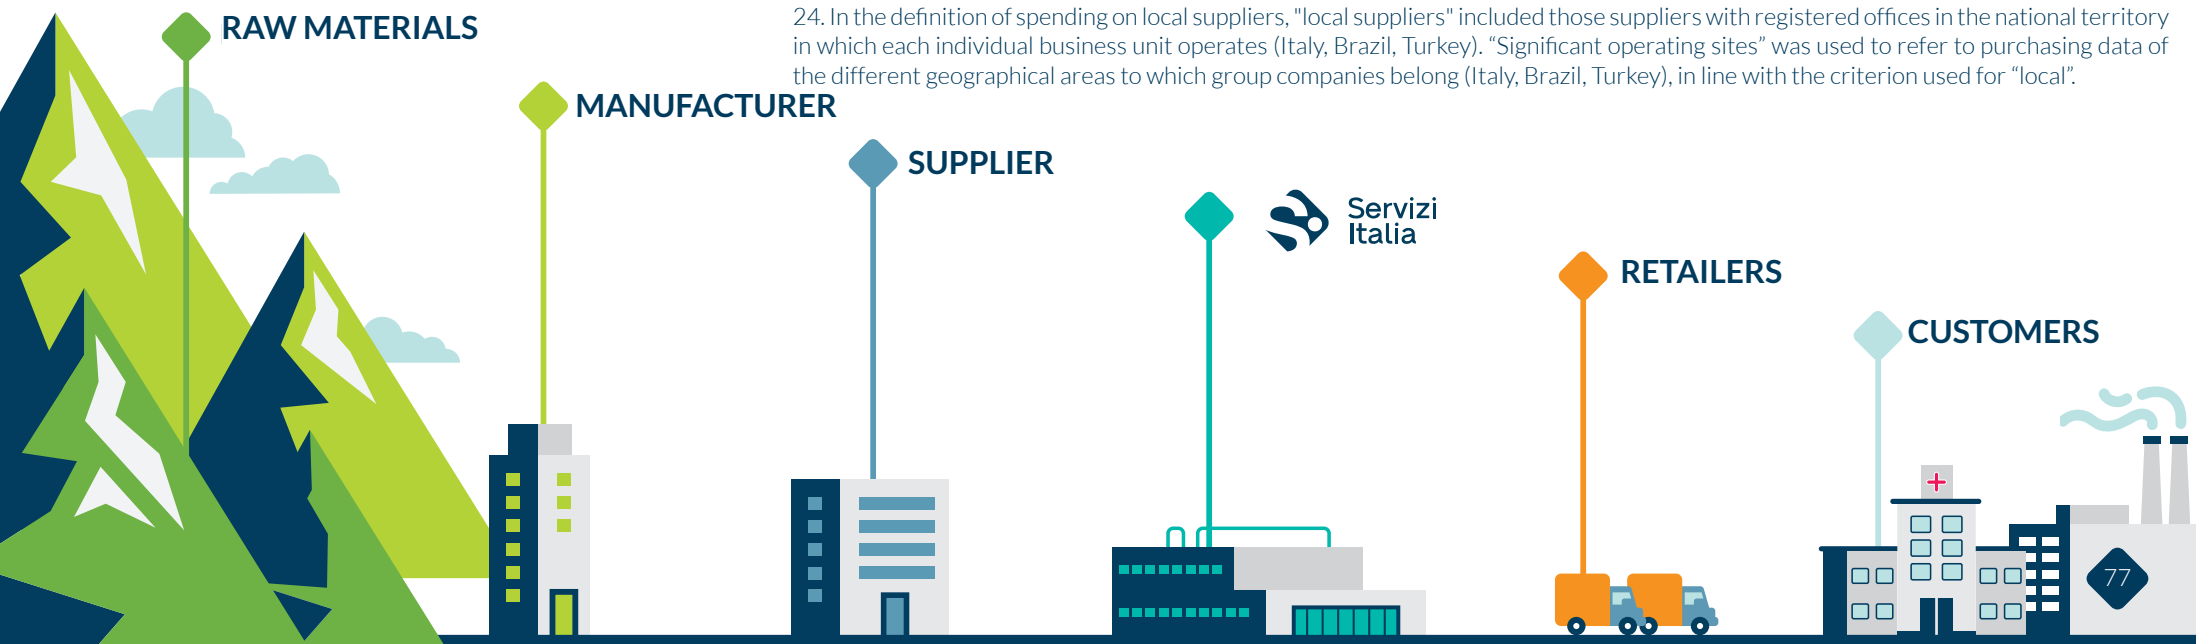 24. In the definition of spending on local suppliers, "local suppliers" included those suppliers with registered offices in the national territory
in which each individual business unit operates (Italy, Brazil, Turkey). “Significant operating sites” was used to refer to purchasing data of
the different geographical areas to which group companies belong (Italy, Brazil, Turkey), in line with the criterion used for “local”.
RAW MATERIALS
MANUFACTURER
SUPPLIER
Servizi
Italia
RETAILERS
CUSTOMERS
77